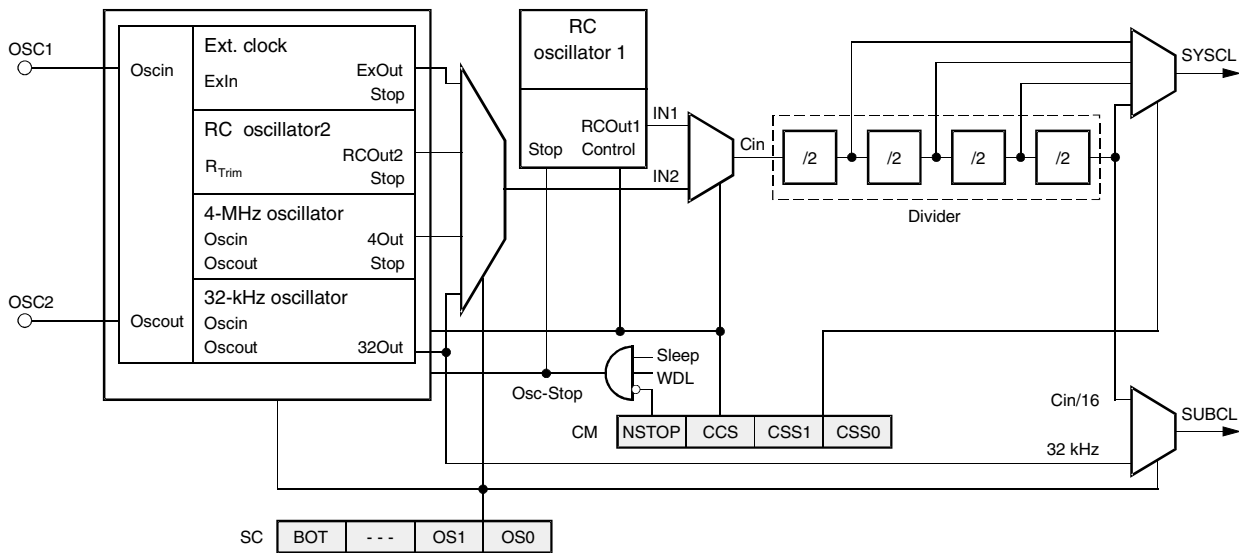 OSC1
Oscin
Ext. clock
ExIn
ExOut
Stop
RC oscillator2
RTrim
RCOut2
Stop
4-MHz oscillator
Oscin
4Out
Oscout
Stop
OSC2
Oscout
32-kHz oscillator
Oscin
Oscout
32Out
RC
oscillator 1
RCOut1
Stop
Control
IN1
IN2
Cin
/2
/2
/2
/2
Divider
SYSCL
Sleep
WDL
Osc-Stop
CM
NSTOP
CCS
CSS1
CSS0
Cin/16
SUBCL
32 kHz
SC
BOT
- - -
OS1
OS0